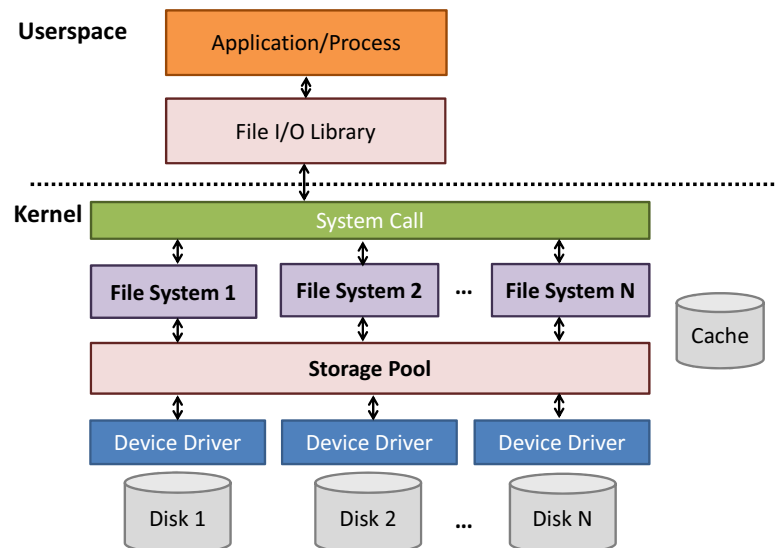 Userspace
Application/Process
File I/O Library
Kernel
System Call
File System 1
File System 2
...
File System N
Cache
Storage Pool
Device Driver
Device Driver
Device Driver
Disk 1
Disk 2
...
Disk N